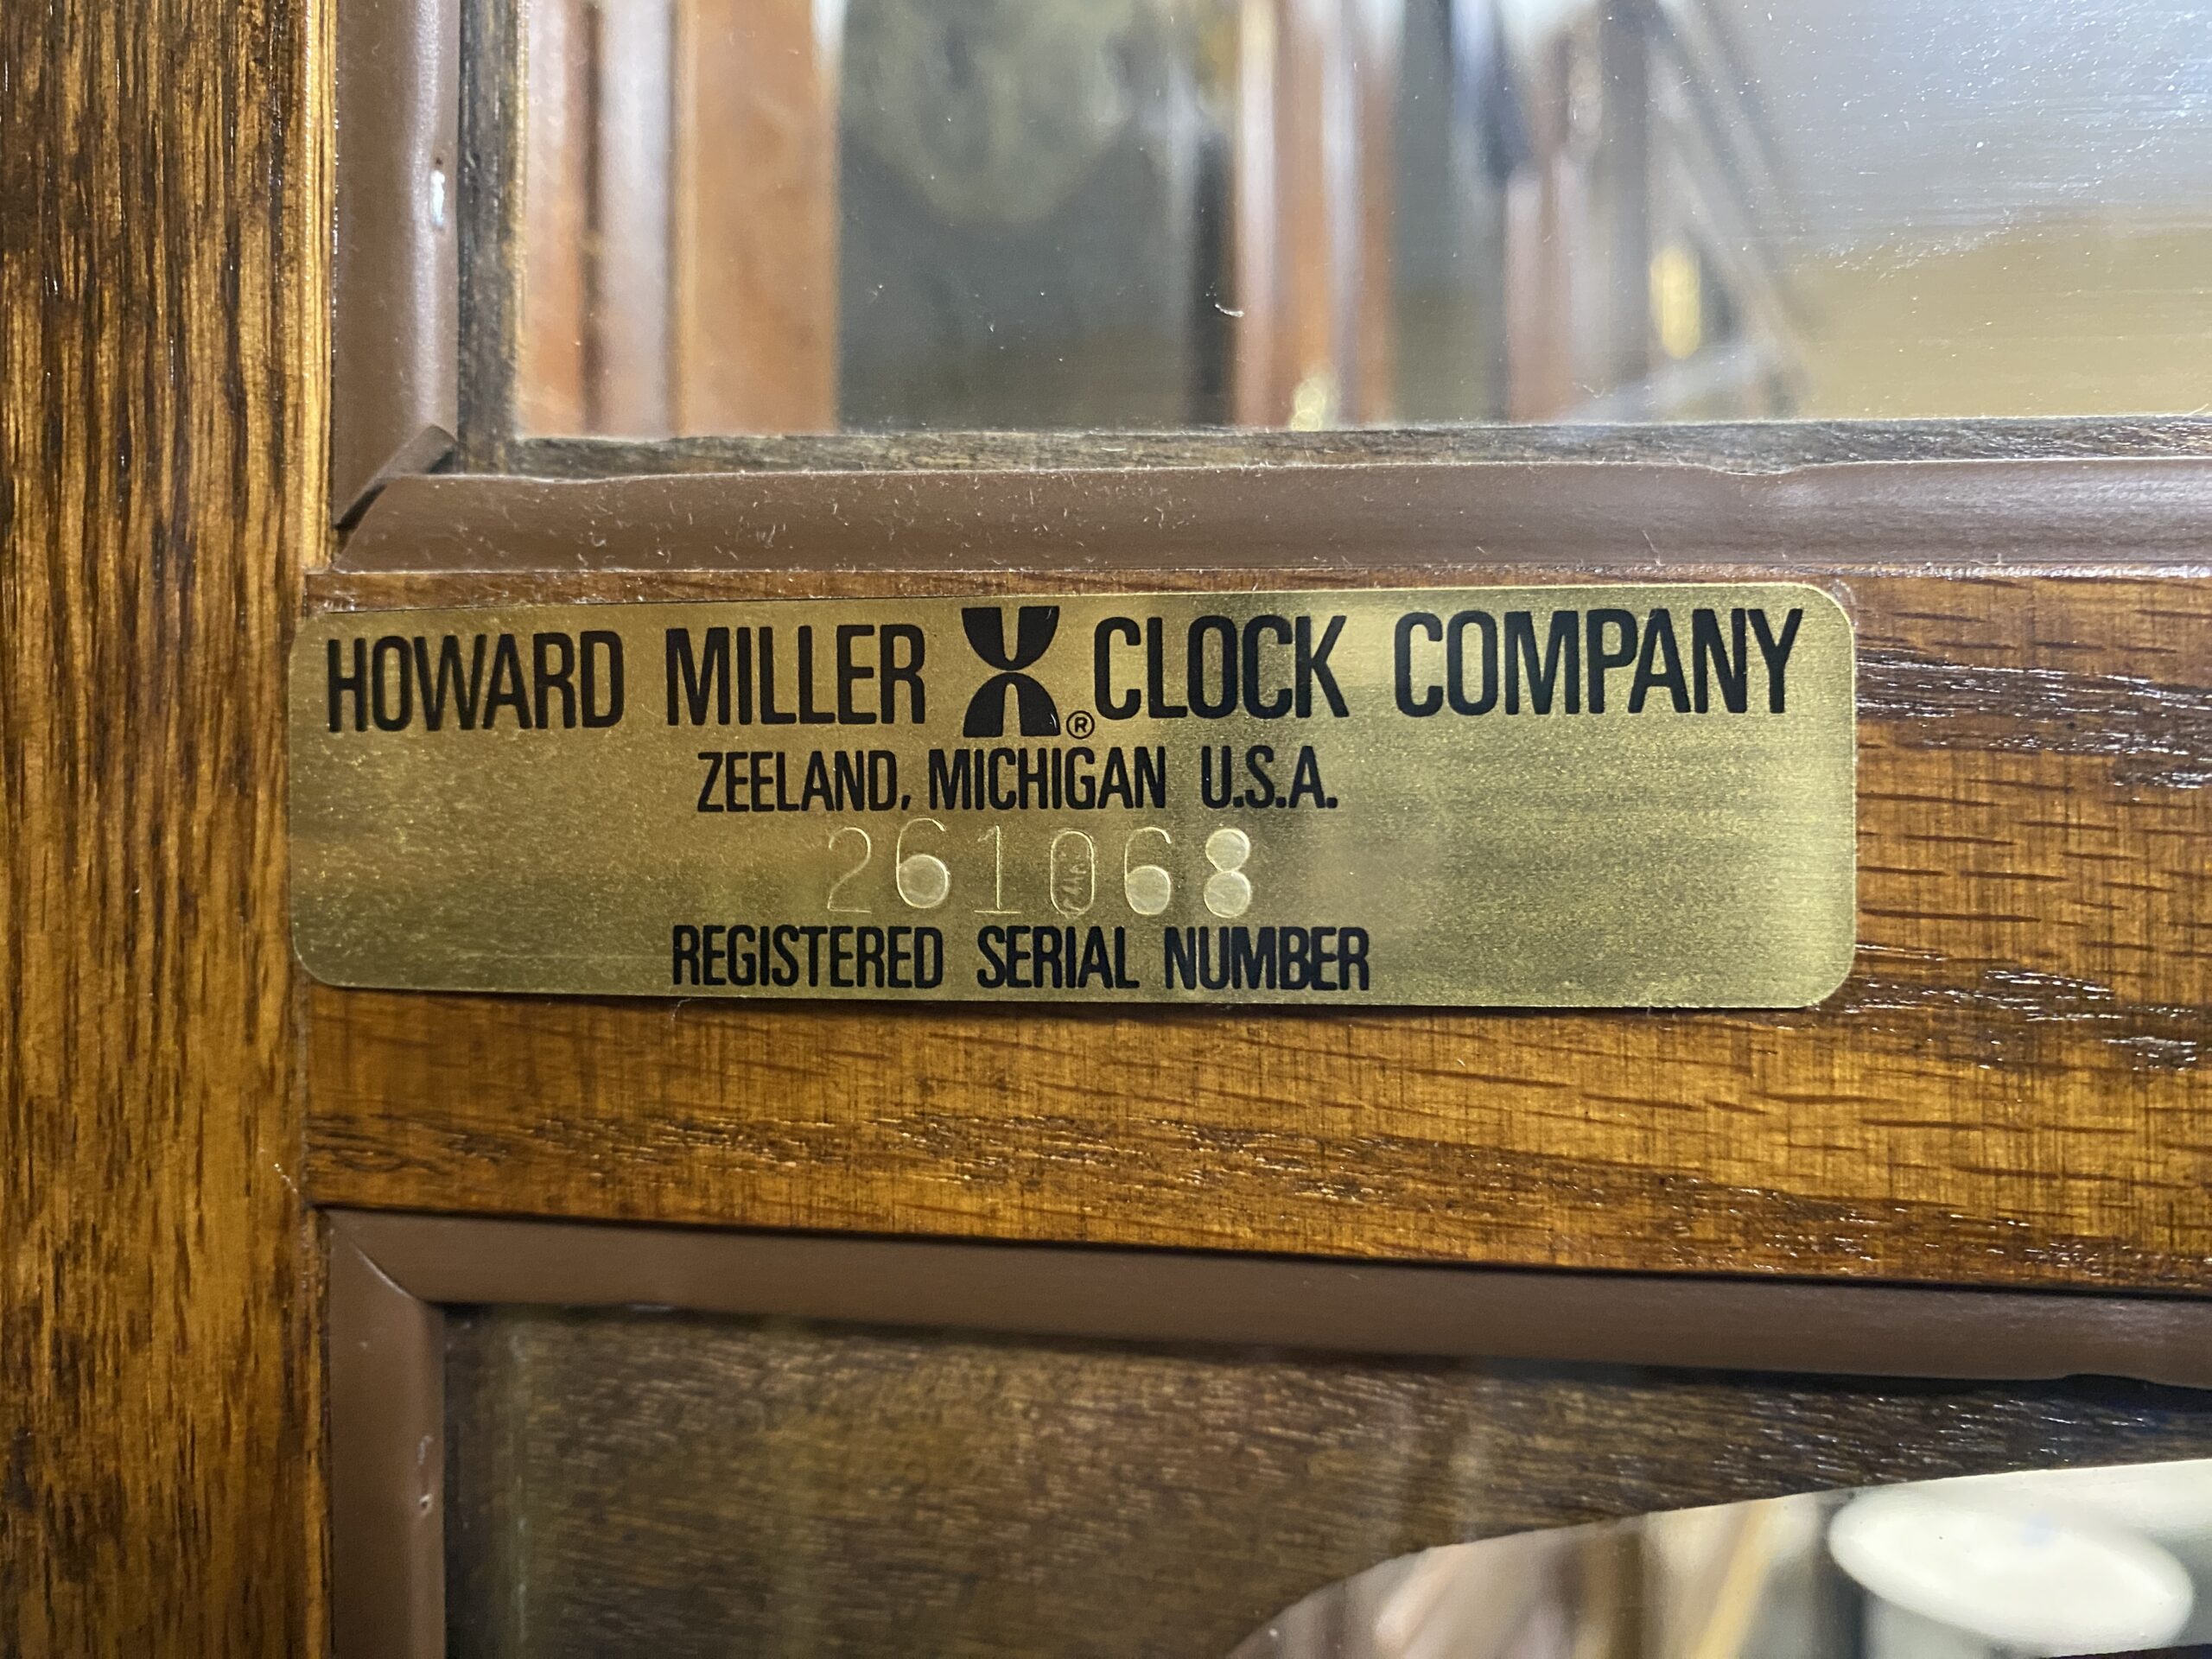 HOWARD MILLER ® CLOCK COMPANY
ZEELAND, MICHIGAN U.S.A.
261068
REGISTERED SERIAL NUMBER